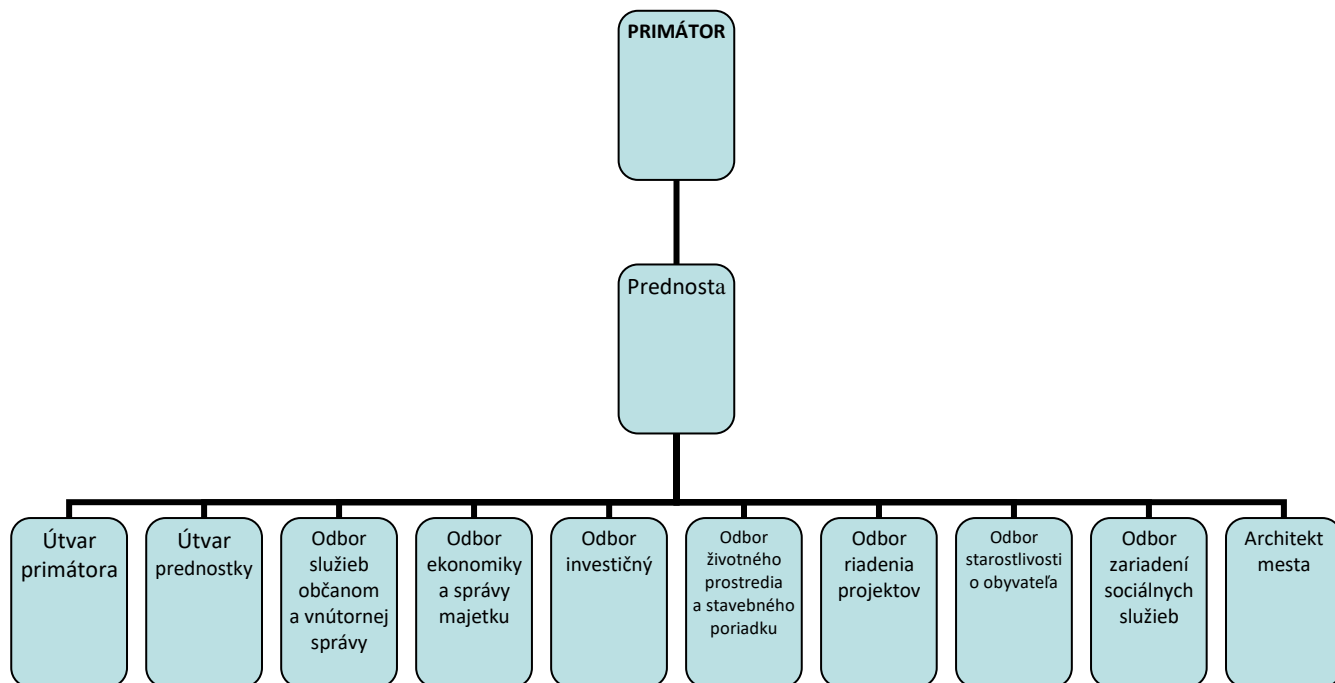 PRIMÁTOR
Prednosta
Útvar
primátora
Útvar
prednostky
Odbor
služieb
občanom
a vnútornej
správy
Odbor
ekonomiky
a správy
majetku
Odbor
investičný
Odbor
životného
prostredia
a stavebného
poriadku
Odbor
riadenia
projektov
Odbor
starostlivosti
o obyvateľa
Odbor
zariadení
sociálnych
služieb
Architekt
mesta